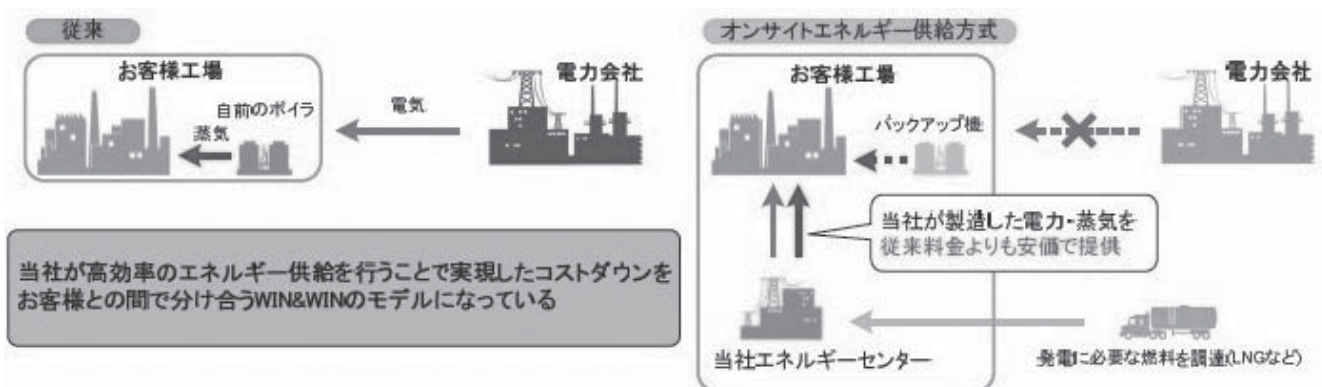 従来
お客様工場
自前のボイラ
蒸気
電気
電力会社
当社が高効率のエネルギー供給を行うことで実現したコストダウンを
お客様との間で分け合うWIN&WINのモデルになっている
オンサイトエネルギー供給方式
お客様工場
バックアップ機
電力会社
当社が製造した電力・蒸気を
従来料金よりも安価で提供
当社エネルギーセンター
発電に必要な燃料を調達(LNGなど)